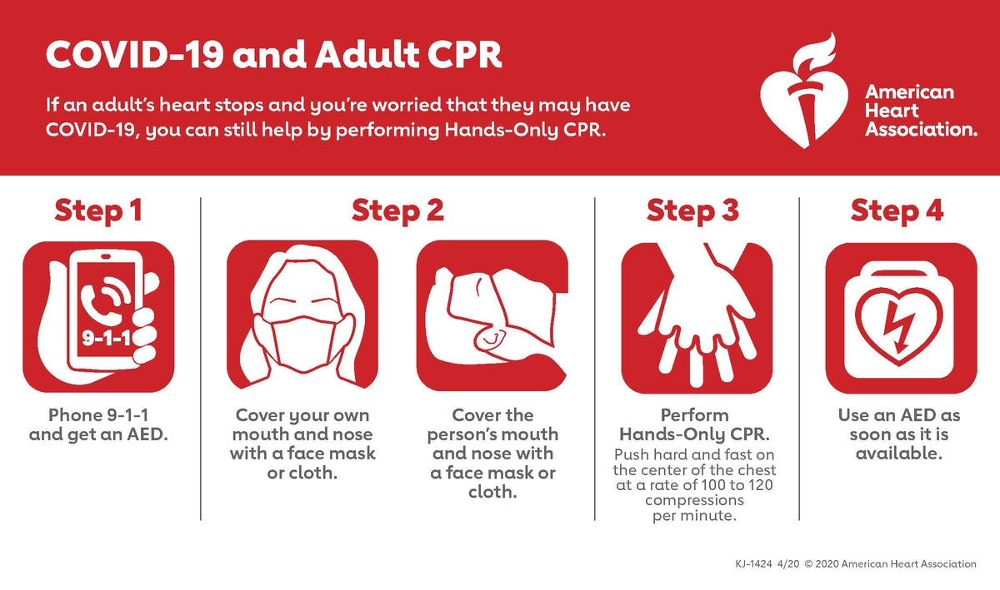 COVID-19 and Adult CPR
If an adult's heart stops and you're worried that they may have
COVID-19, you can still help by performing Hands-Only CPR.
American
Heart
Association.
Step 1
9-1-1
Phone 9-1-1
and get an AED.
Step 2
Cover your own
mouth and nose
with a face mask
or cloth.
Cover the
person's mouth
and nose with
a face mask or
cloth.
Step 3
Perform
Hands-Only CPR.
Push hard and fast on
the center of the chest
at a rate of 100 to 120
compressions
per minute.
Step 4
Use an AED as
soon as it is
available.
KJ-1424 4/20 © 2020 American Heart Association